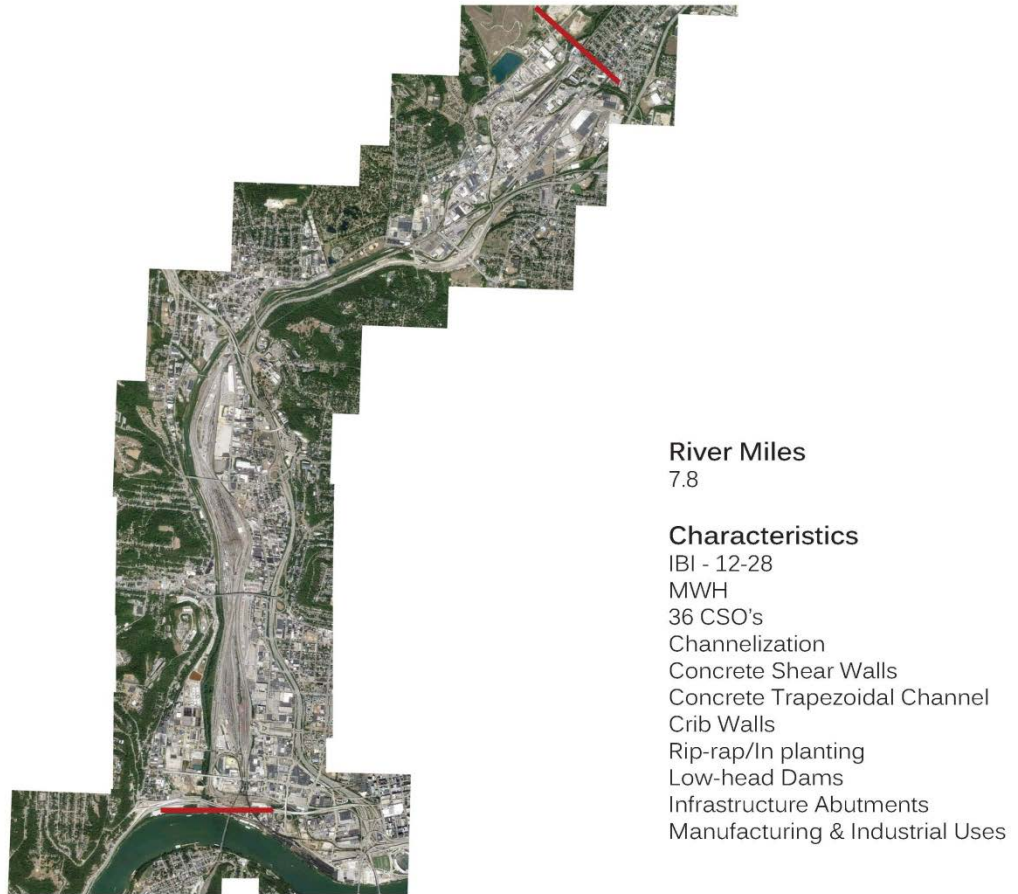 River Miles
7.8
Characteristics
IBI - 12-28
MWH
36 CSO's
Channelization
Concrete Shear Walls
Concrete Trapezoidal Channel
Crib Walls
Rip-rap/In planting
Low-head Dams
Infrastructure Abutments
Manufacturing & Industrial Uses